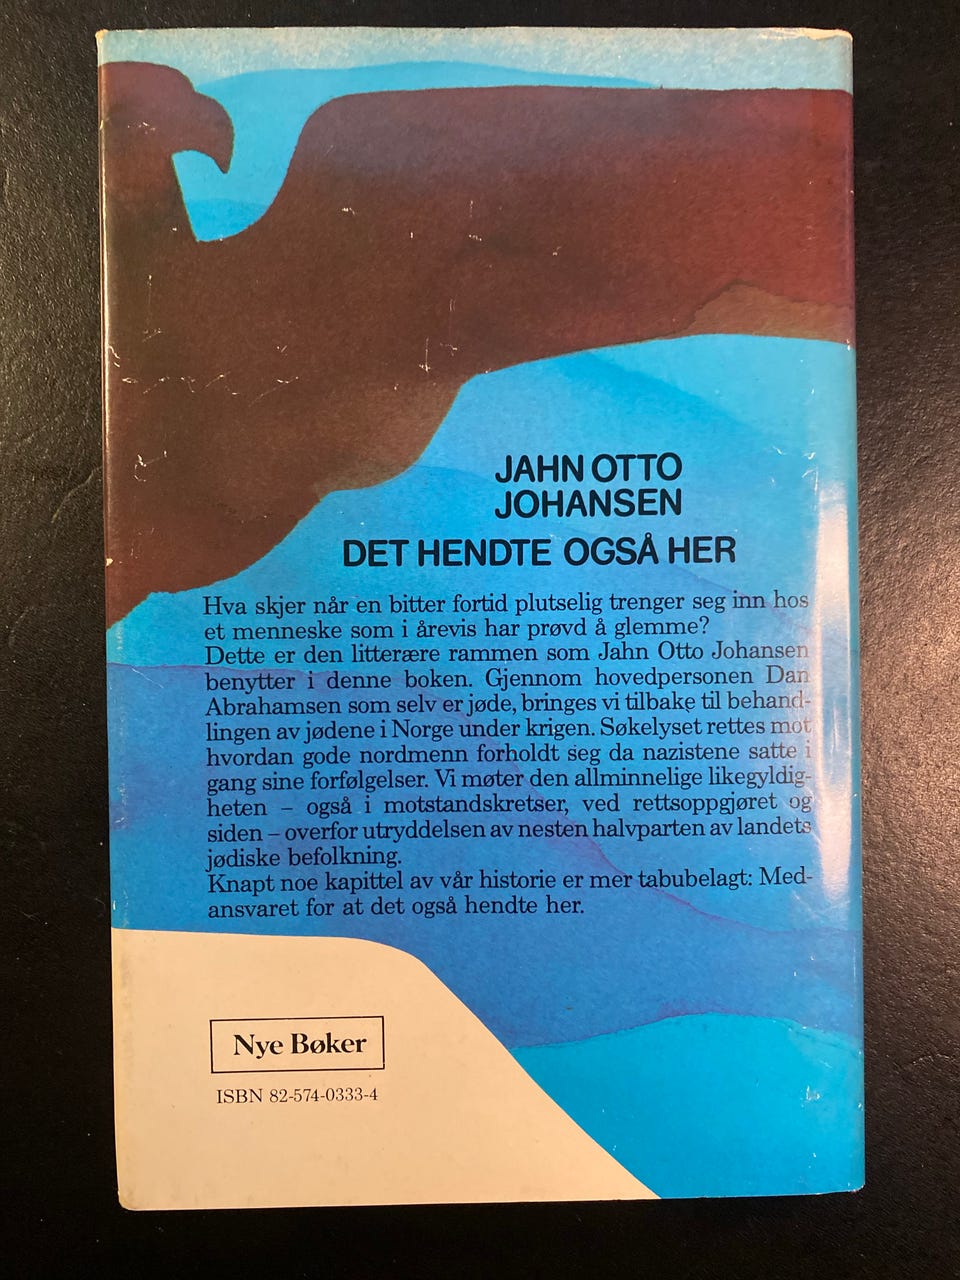 JAHN OTTO
JOHANSEN
DET HENDTE OGSÅ HER
Hva skjer når en bitter fortid plutselig trenger seg inn hos
et menneske som i årevis har prøvd å glemme?
Dette er den litterære rammen som Jahn Otto Johansen
benytter i denne boken. Gjennom hovedpersonen Dan
Abrahamsen som selv er jøde, bringes vi tilbake til behand-
lingen av jødene i Norge under krigen. Søkelyset rettes mot
hvordan gode nordmenn forholdt seg da nazistene satte i
gang sine forfølgelser. Vi møter den allminnelige likegyldig-
heten – også i motstandskretser, ved rettsoppgjøret og
siden – overfor utryddelsen av nesten halvparten av landets
jødiske befolkning.
Knapt noe kapittel av vår historie er mer tabubelagt: Med-
ansvaret for at det også hendte her.
Nye Bøker
ISBN 82-574-0333-4